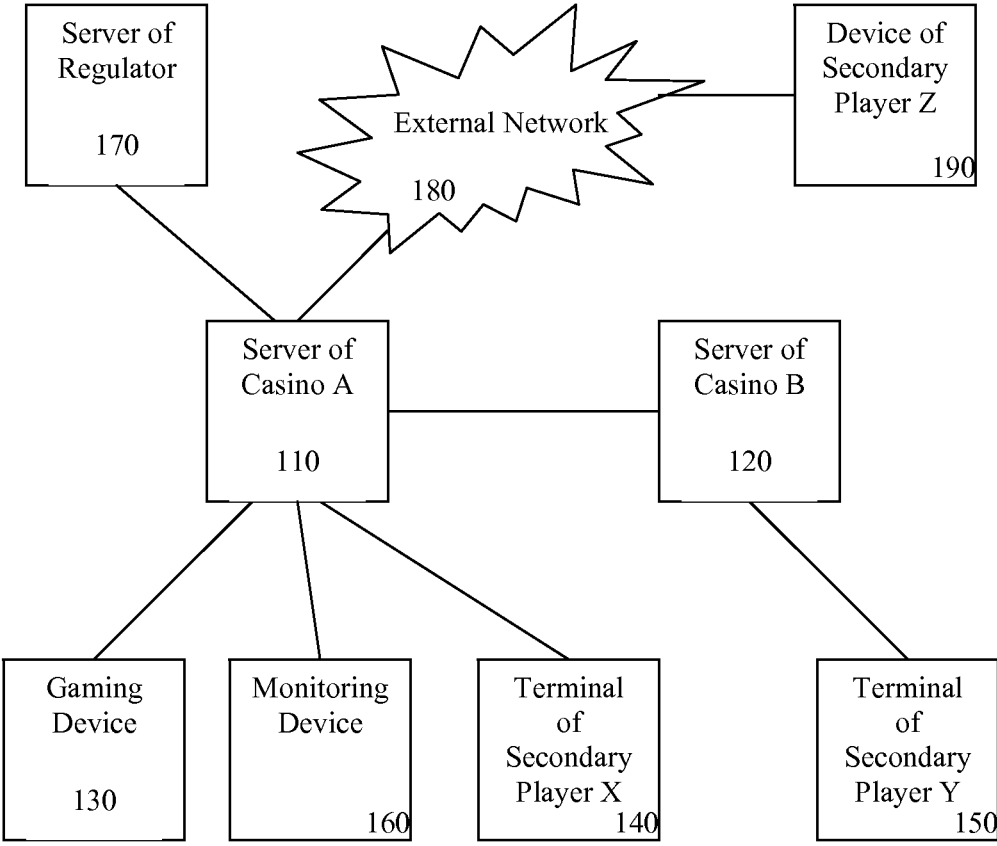 Server of
Regulator
170
External Network
180
Device of
Secondary
Player Z
190
Server of
Casino A
110
Server of
Casino B
120
Gaming
Device
130
Monitoring
Device
160
Terminal
of
Secondary
Player X
140
Terminal
of
Secondary
Player Y
150